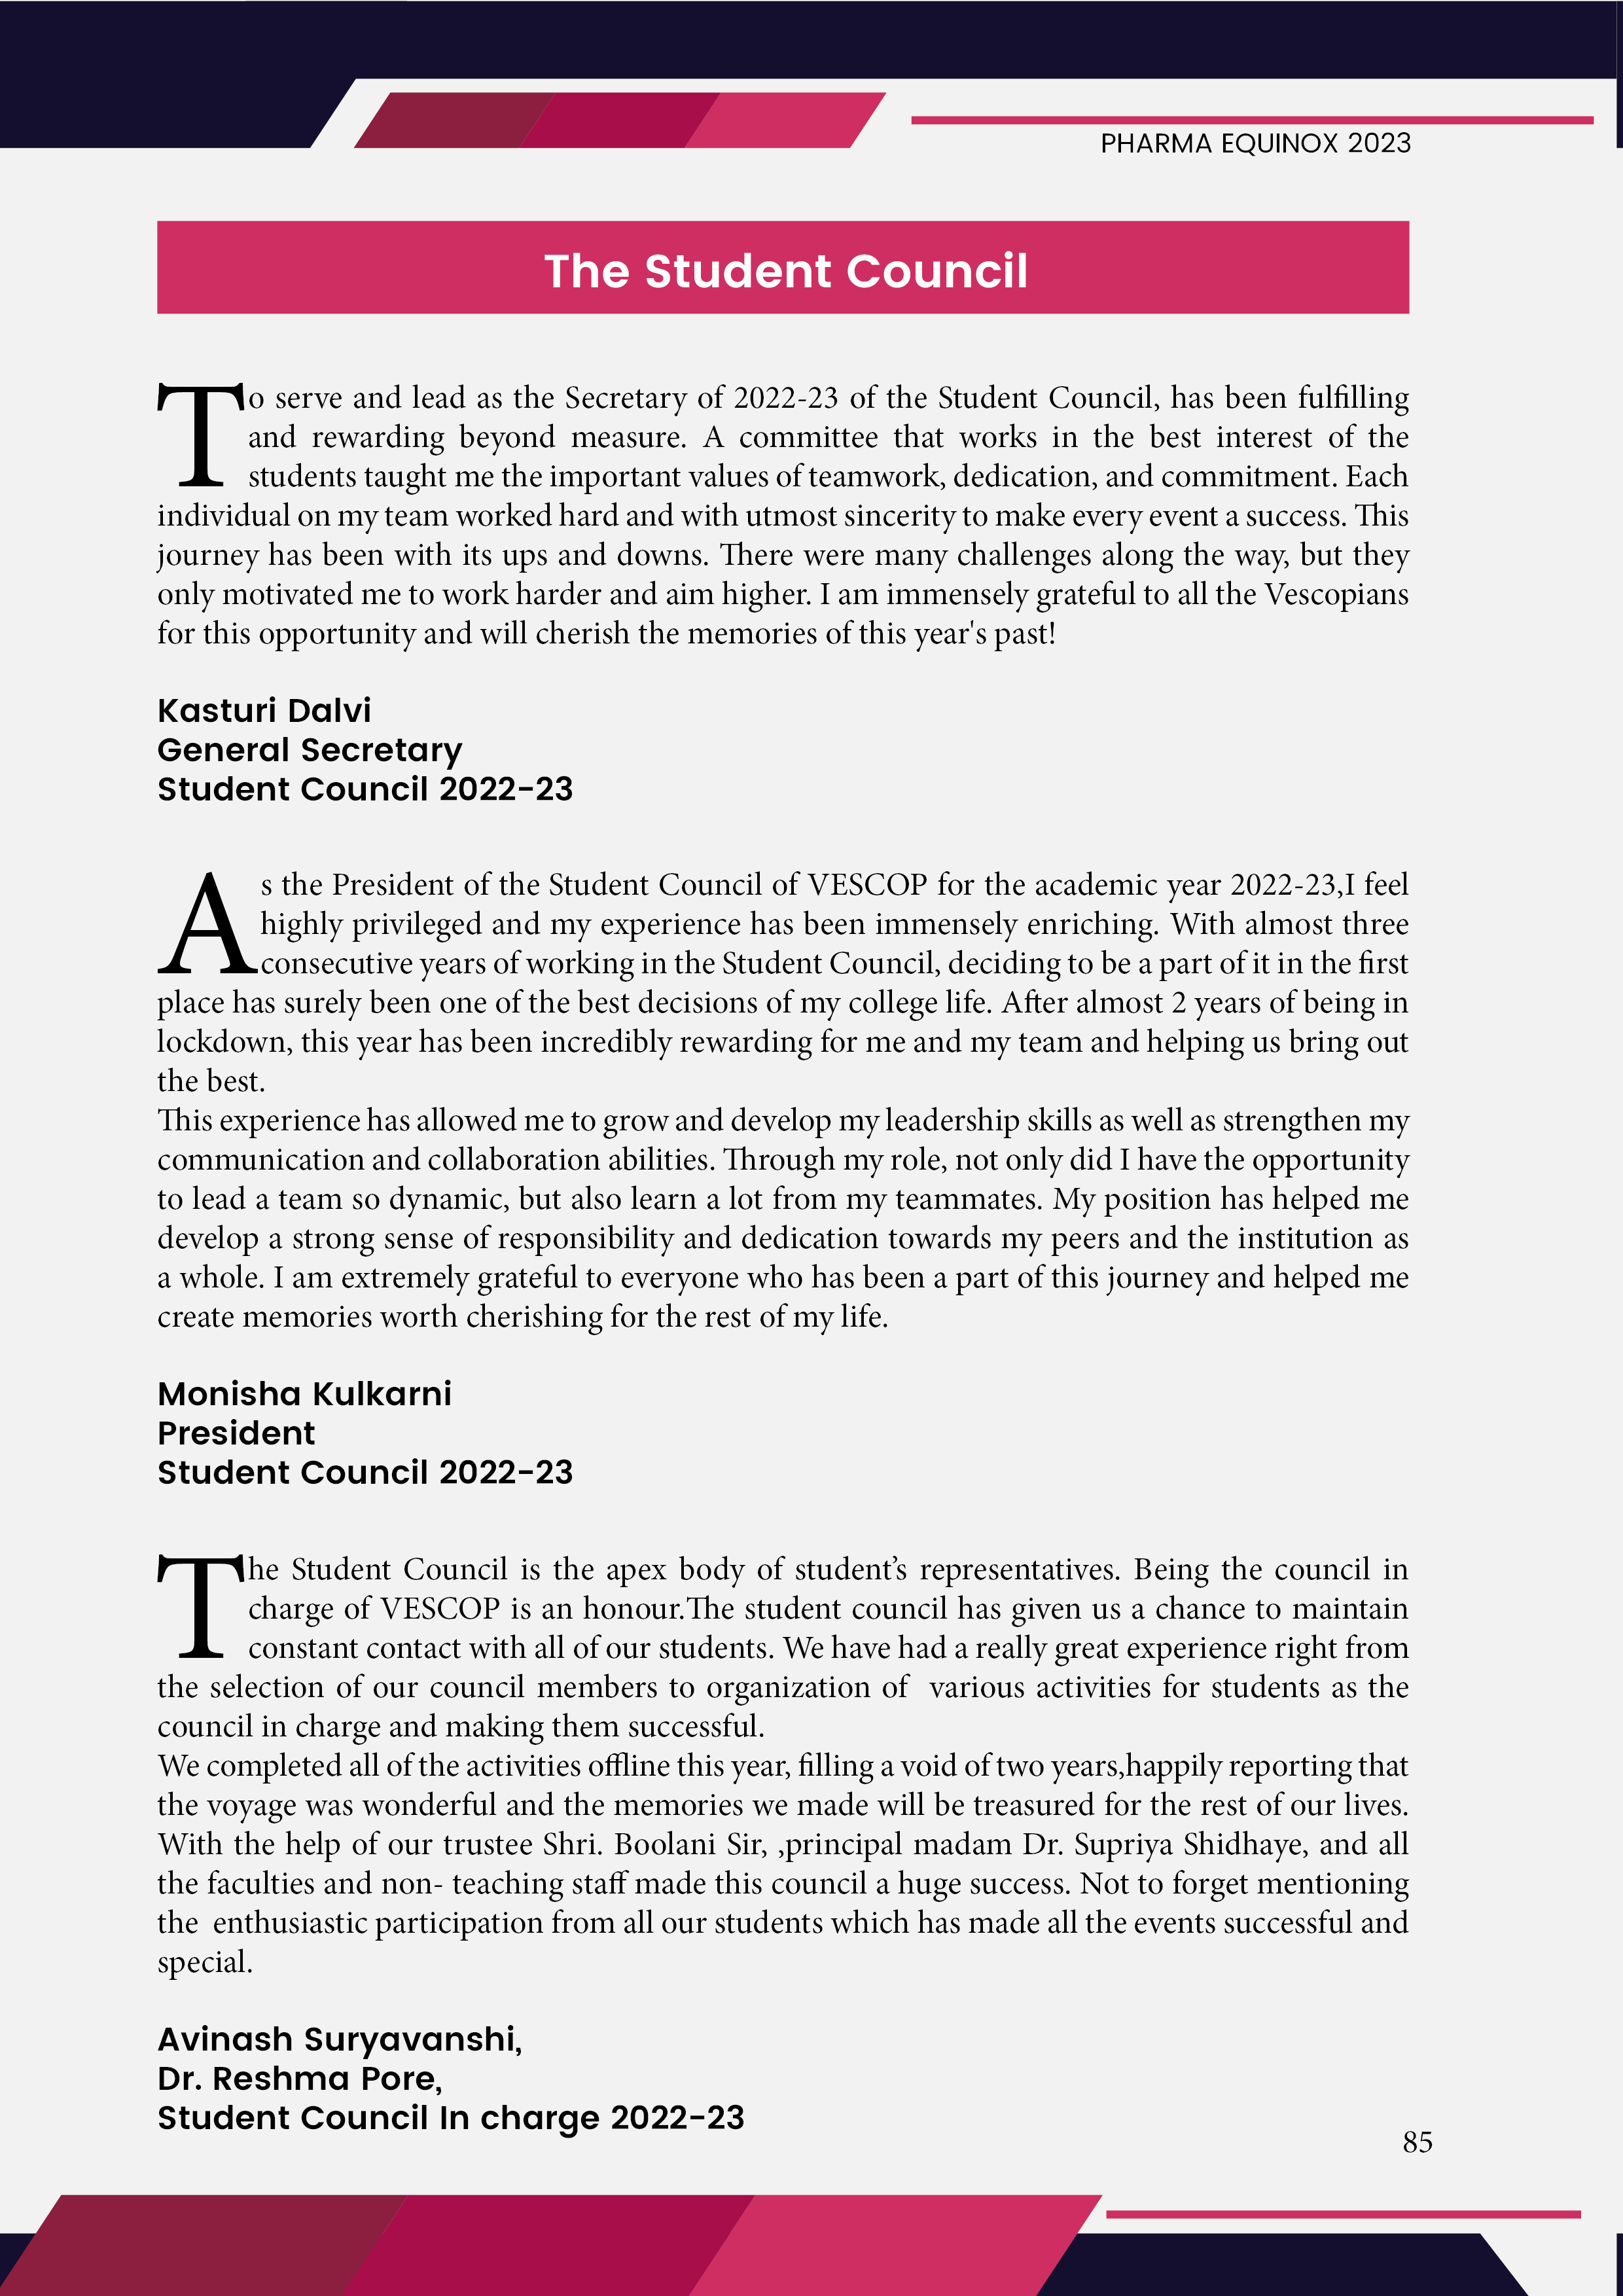 PHARMA EQUINOX 2023
The Student Council
To serve and lead as the Secretary of 2022-23 of the Student Council, has been fulfilling
and rewarding beyond measure. A committee that works in the best interest of the
students taught me the important values of teamwork, dedication, and commitment. Each
individual on my team worked hard and with utmost sincerity to make every event a success. This
journey has been with its ups and downs. There were many challenges along the way, but they
only motivated me to work harder and aim higher. I am immensely grateful to all the Vescopians
for this opportunity and will cherish the memories of this year's past!
Kasturi Dalvi
General Secretary
Student Council 2022-23
As the President of the Student Council of VESCOP for the academic year 2022-23,I feel
highly privileged and my experience has been immensely enriching. With almost three
consecutive years of working in the Student Council, deciding to be a part of it in the first
place has surely been one of the best decisions of my college life. After almost 2 years of being in
lockdown, this year has been incredibly rewarding for me and my team and helping us bring out
the best.
This experience has allowed me to grow and develop my leadership skills as well as strengthen my
communication and collaboration abilities. Through my role, not only did I have the opportunity
to lead a team so dynamic, but also learn a lot from my teammates. My position has helped me
develop a strong sense of responsibility and dedication towards my peers and the institution as
a whole. I am extremely grateful to everyone who has been a part of this journey and helped me
create memories worth cherishing for the rest of my life.
Monisha Kulkarni
President
Student Council 2022-23
The Student Council is the apex body of student’s representatives. Being the council in
charge of VESCOP is an honour.The student council has given us a chance to maintain
constant contact with all of our students. We have had a really great experience right from
the selection of our council members to organization of  various activities for students as the
council in charge and making them successful.
We completed all of the activities offline this year, filling a void of two years,happily reporting that
the voyage was wonderful and the memories we made will be treasured for the rest of our lives.
With the help of our trustee Shri. Boolani Sir, ,principal madam Dr. Supriya Shidhaye, and all
the faculties and non- teaching staff made this council a huge success. Not to forget mentioning
the  enthusiastic participation from all our students which has made all the events successful and
special.
Avinash Suryavanshi,
Dr. Reshma Pore,
Student Council In charge 2022-23
85